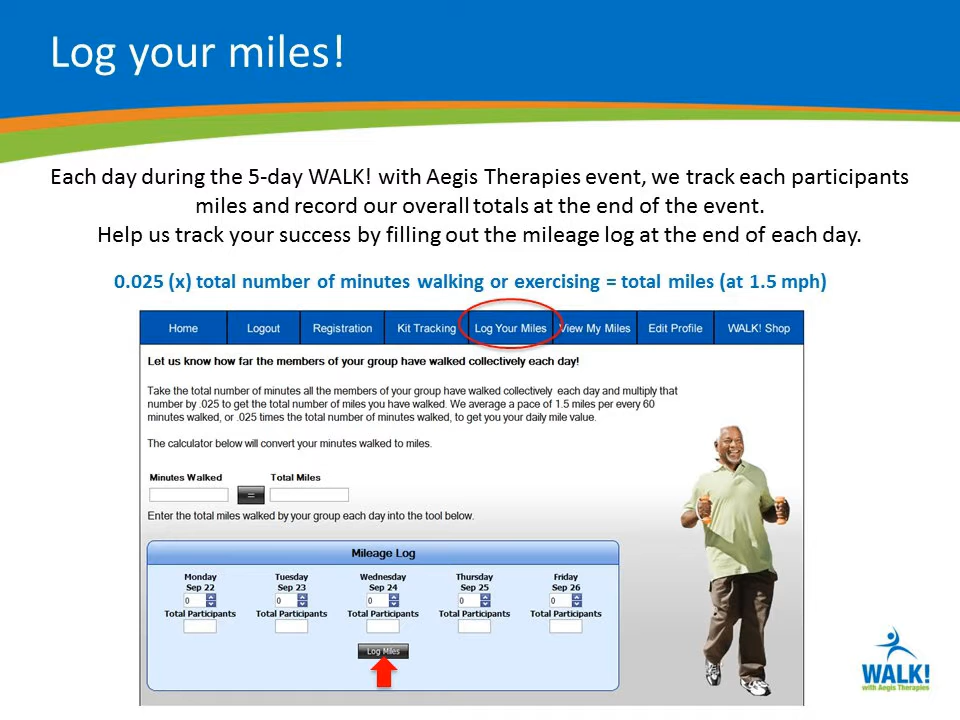 Log your miles!
Each day during the 5-day WALK! with Aegis Therapies event, we track each participants
miles and record our overall totals at the end of the event.
Help us track your success by filling out the mileage log at the end of each day.
0.025 (x) total number of minutes walking or exercising = total miles (at 1.5 mph)
Home Logout Registration Kit Tracking Log Your Miles View My Miles Edit Profile WALK! Shop
Let us know how far the members of your group have walked collectively each day!
Take the total number of minutes all the members of your group have walked collectively each day and multiply that
number by .025 to get the total number of miles you have walked. We average a pace of 1.5 miles per every 60
minutes walked, or .025 times the total number of minutes walked, to get you your daily mile value.
The calculator below will convert your minutes walked to miles.
Minutes Walked Total Miles
=
Enter the total miles walked by your group each day into the tool below.
Mileage Log
Monday Tuesday Wednesday Thursday Friday
Sep 22 Sep 23 Sep 24 Sep 25 Sep 26
0 0 0 0 0
Total Participants Total Participants Total Participants Total Participants Total Participants
Log Miles
WALK!
with Aegis Therapies